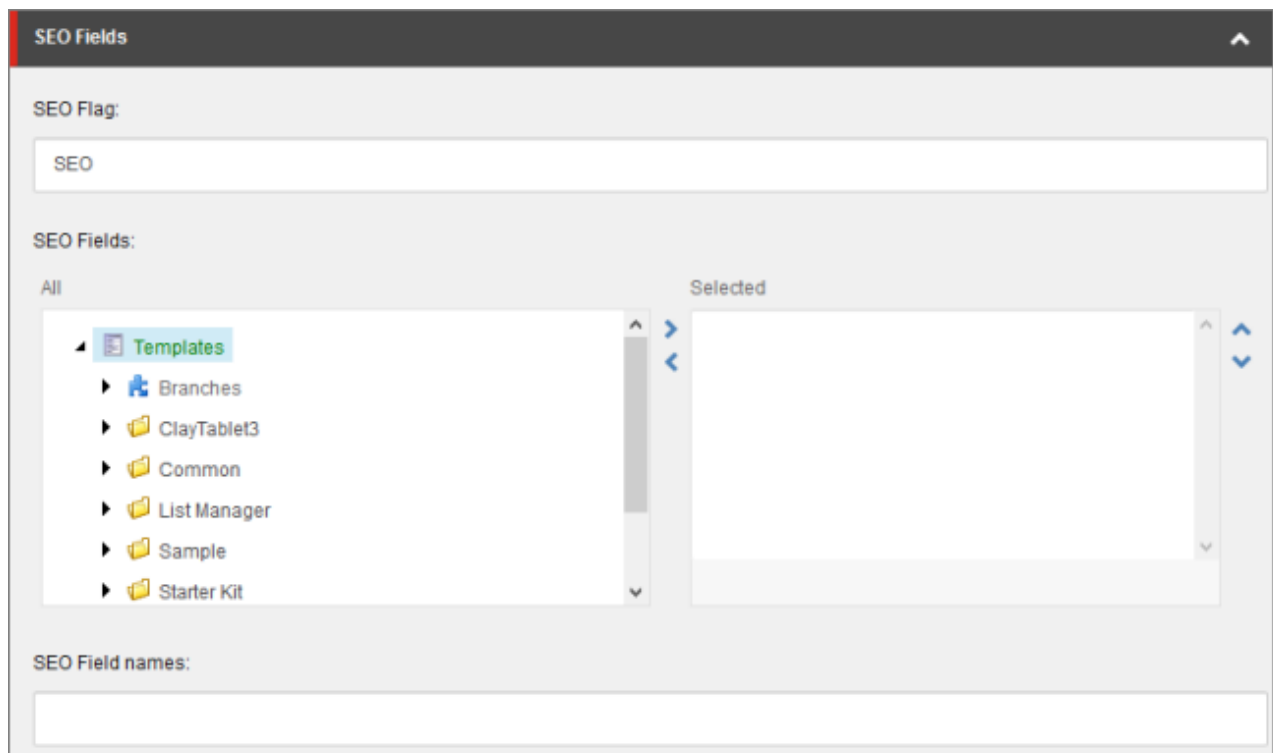 SEO Fields
SEO Flag:
SEO
SEO Fields:
All
Selected
Templates
Branches
ClayTablet3
Common
List Manager
Sample
Starter Kit
SEO Field names: